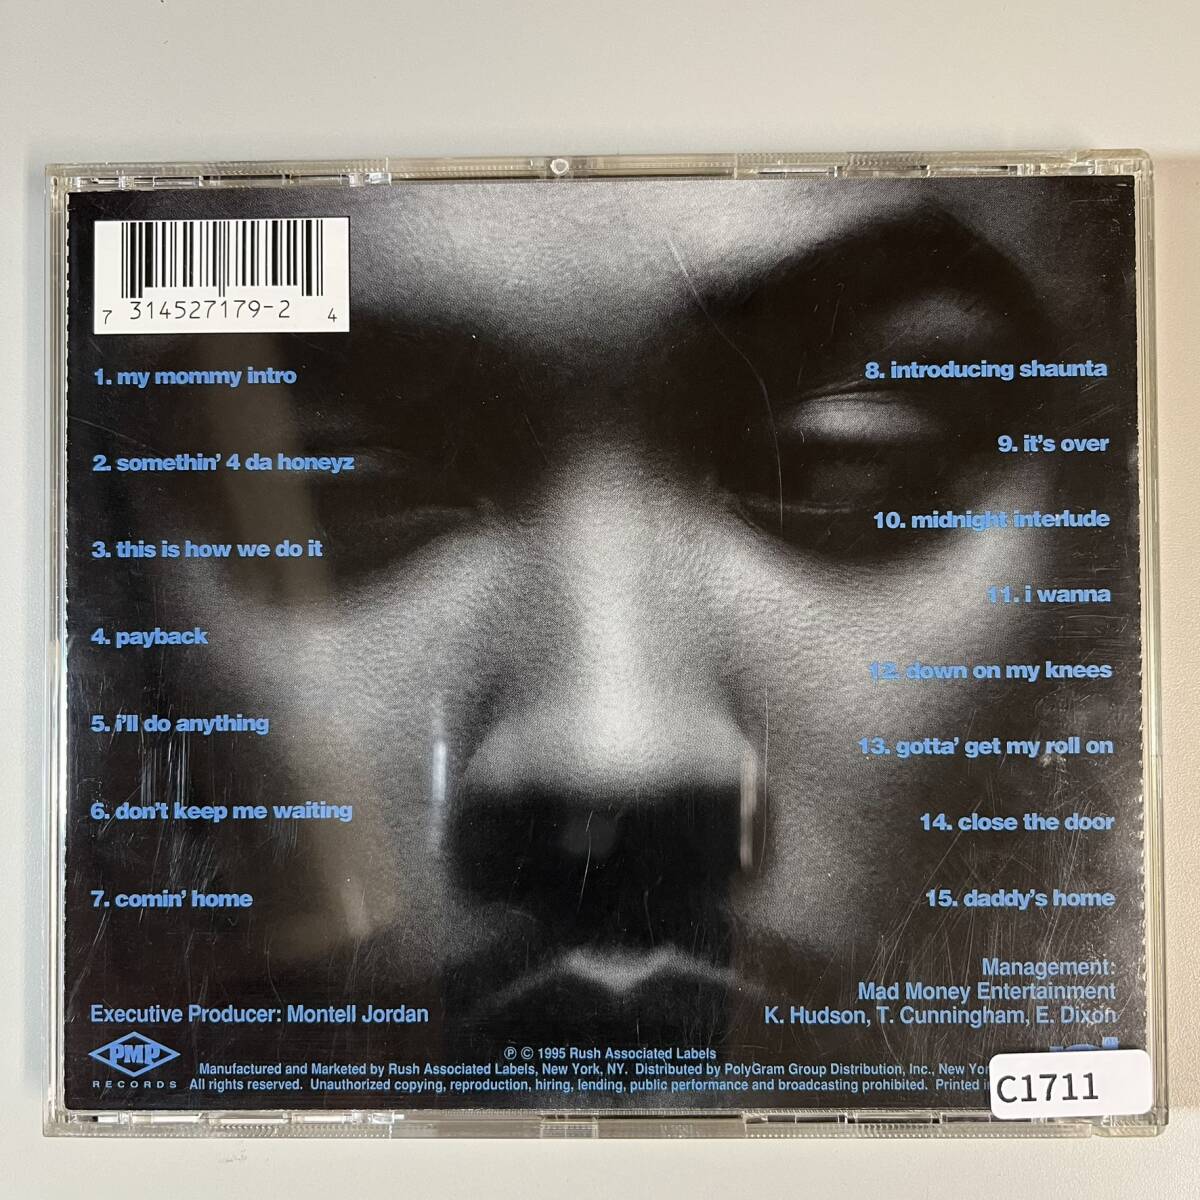 7 314527179-2 4
1. my mommy intro
2. somethin' 4 da honeyz
3. this is how we do it
4. payback
5. i'll do anything
6. don't keep me waiting
7. comin' home
8. introducing shaunta
9. it's over
10. midnight interlude
11. i wanna
12. down on my knees
13. gotta' get my roll on
14. close the door
15. daddy's home
Management:
Mad Money Entertainment
K. Hudson, T. Cunningham, E. Dixon
Executive Producer: Montell Jordan
PMP
RECORDS
℗ © 1995 Rush Associated Labels
Manufactured and Marketed by Rush Associated Labels, New York, NY. Distributed by PolyGram Group Distribution, Inc., New York
All rights reserved. Unauthorized copying, reproduction, hiring, lending, public performance and broadcasting prohibited. Printed in
C1711